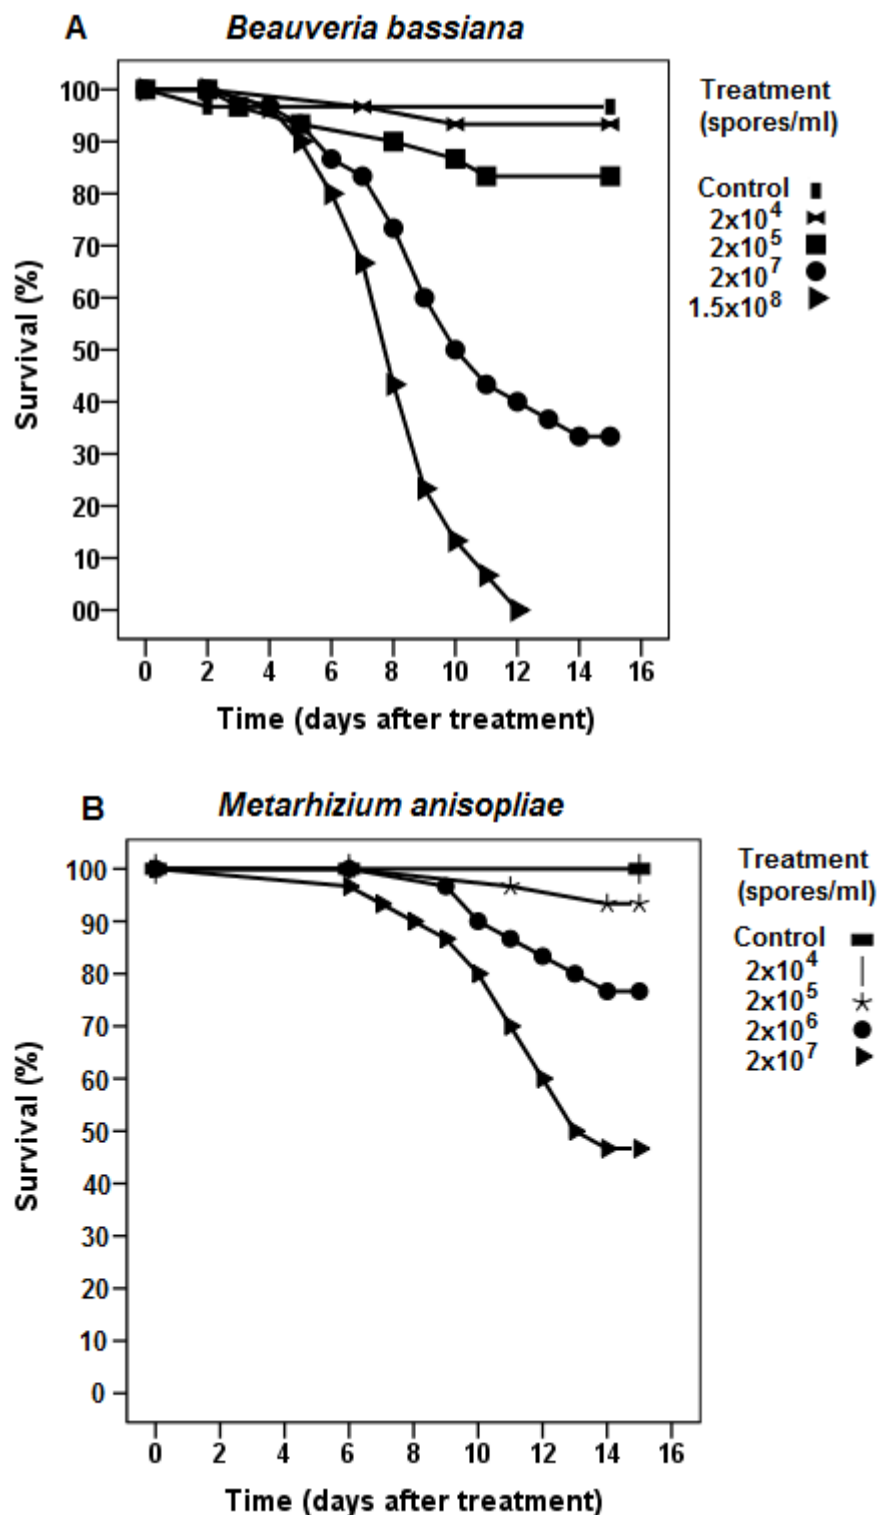 A Beauveria bassiana
Treatment
(spores/ml)
Control
2x10⁴
2x10⁵
2x10⁷
1.5x10⁸
Survival (%)
100
90
80
70
60
50
40
30
20
10
00
0 2 4 6 8 10 12 14 16
Time (days after treatment)
B Metarhizium anisopliae
Treatment
(spores/ml)
Control
2x10⁴
2x10⁵
2x10⁶
2x10⁷
Survival (%)
100
90
80
70
60
50
40
30
20
10
0
0 2 4 6 8 10 12 14 16
Time (days after treatment)